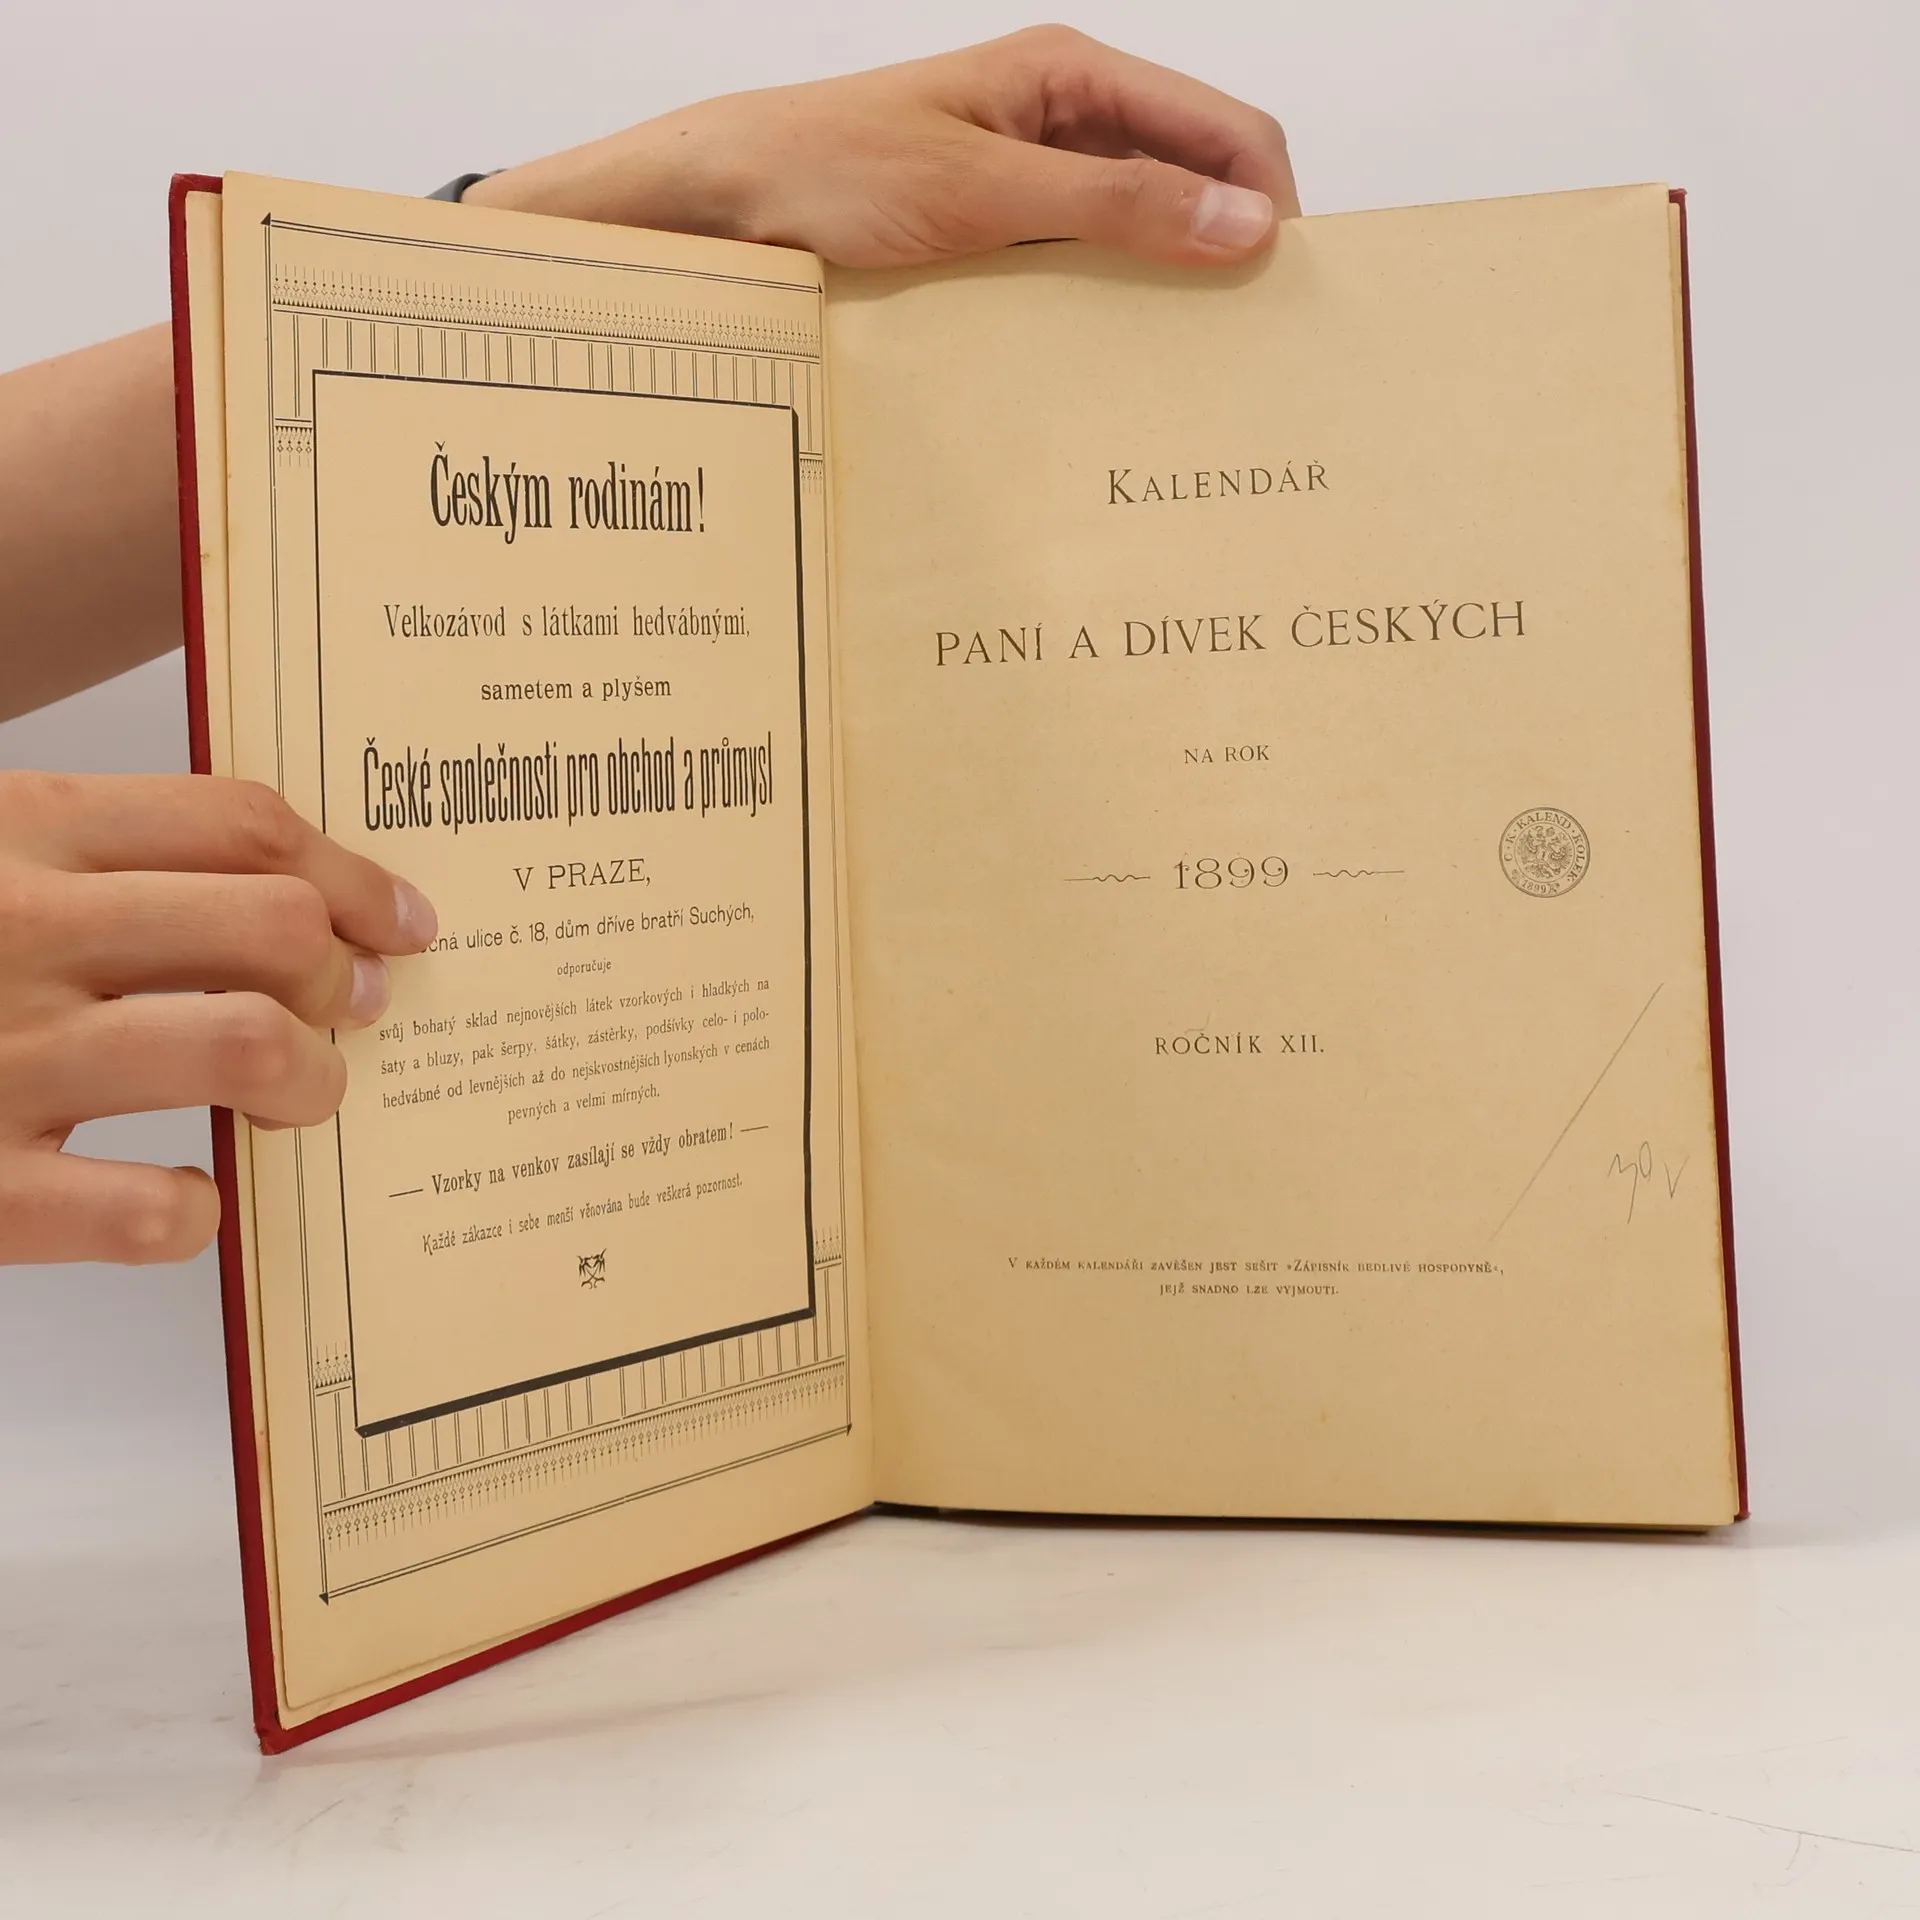 Českým rodinám!
Velkozávod s látkami hedvábnými,
sametem a plyšem
České společnosti pro obchod a průmysl
V PRAZE,
ulice č. 18, dům dříve bratří Suchých,
odporučuje
svůj bohatý sklad nejnovějších látek vzorkových i hladkých na
šaty a bluzy, pak šerpy, šátky, zástěrky, podšívky celo- i polo-
hedvábné od levnějších až do nejskvostnějších lyonských v cenách
pevných a velmi mírných.
— Vzorky na venkov zasílají se vždy obratem! —
Každé zákazce i sebe menší věnována bude veškerá pozornost.
KALENDÁŘ
PANÍ A DÍVEK ČESKÝCH
NA ROK
1899
C. K. KALEND. KOLEK.
1899
ROČNÍK XII.
V KAŽDÉM KALENDÁŘI ZAVĚŠEN JEST SEŠIT »ZÁPISNÍK BEDLIVÉ HOSPODYNĚ«,
JEJŽ SNADNO LZE VYJMOUTI.